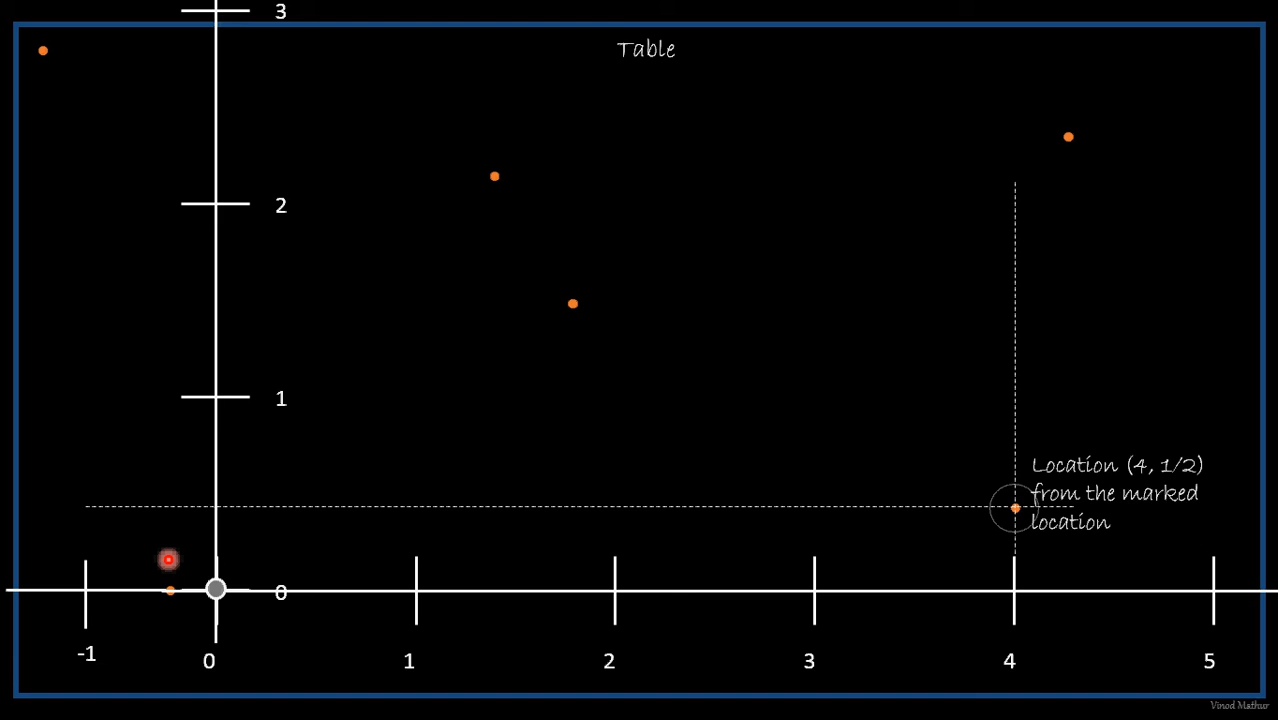 3
Table
2
1
Location (4, 1/2)
from the marked
location
0
-1 0 1 2 3 4 5
Vinod Mathur